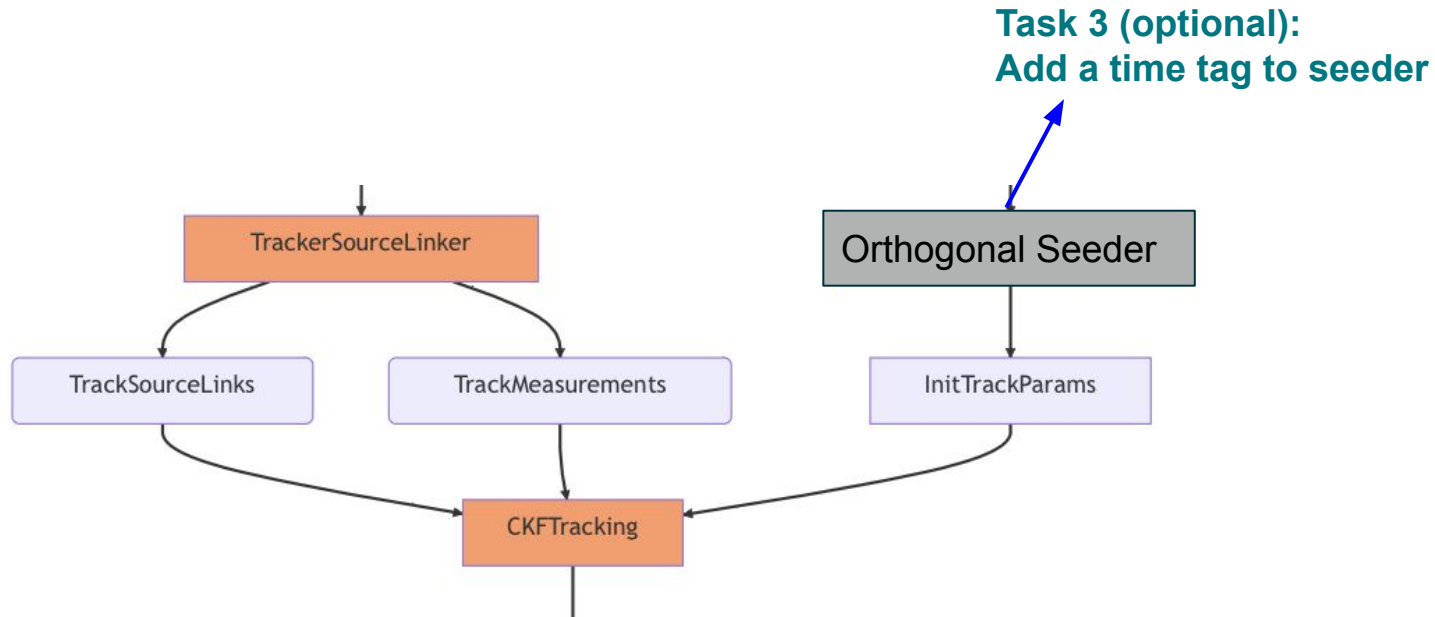 Task 3 (optional):
Add a time tag to seeder
TrackerSourceLinker
Orthogonal Seeder
TrackSourceLinks
TrackMeasurements
InitTrackParams
CKFTracking